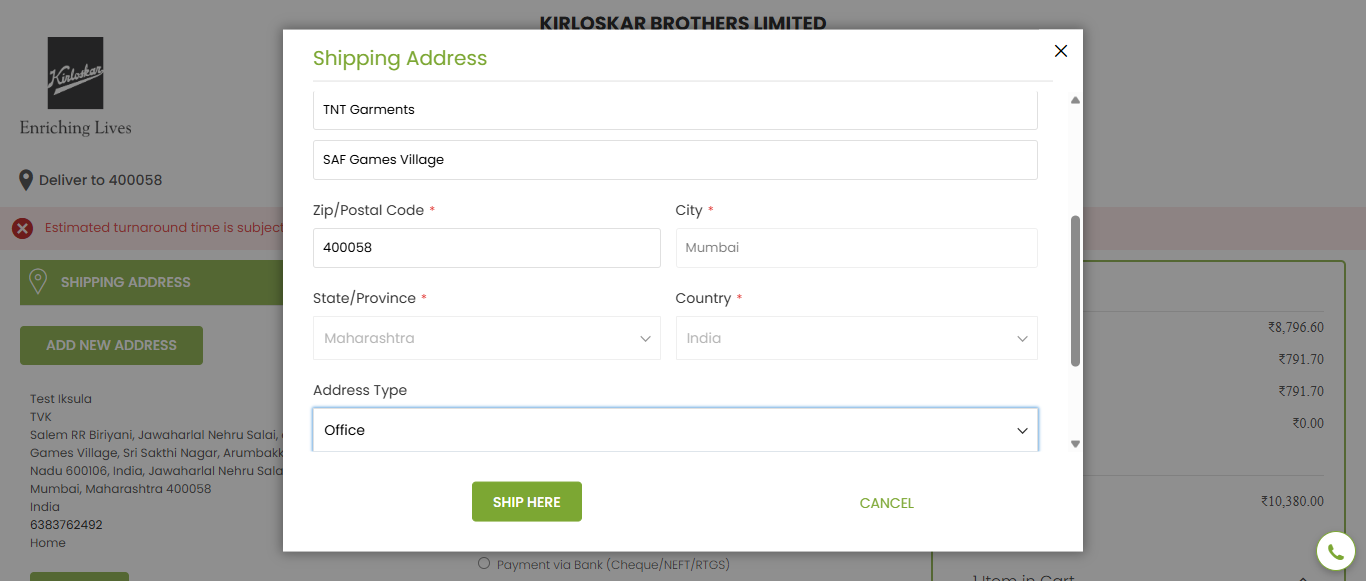 KIRLOSKAR BROTHERS LIMITED
Kirloskar
Enriching Lives
Deliver to 400058
Estimated turnaround time is subject
SHIPPING ADDRESS
ADD NEW ADDRESS
Test Iksula
TVK
Salem RR Biriyani, Jawaharlal Nehru Salai,
Games Village, Sri Sakthi Nagar, Arumbakk
Nadu 600106, India, Jawaharlal Nehru Sala
Mumbai, Maharashtra 400058
India
6383762492
Home
Shipping Address
TNT Garments
SAF Games Village
Zip/Postal Code *
City *
400058
Mumbai
State/Province *
Country *
Maharashtra
India
Address Type
Office
SHIP HERE
CANCEL
Payment via Bank (Cheque/NEFT/RTGS)
₹8,796.60
₹791.70
₹791.70
₹0.00
₹10,380.00
1 Item in Cart